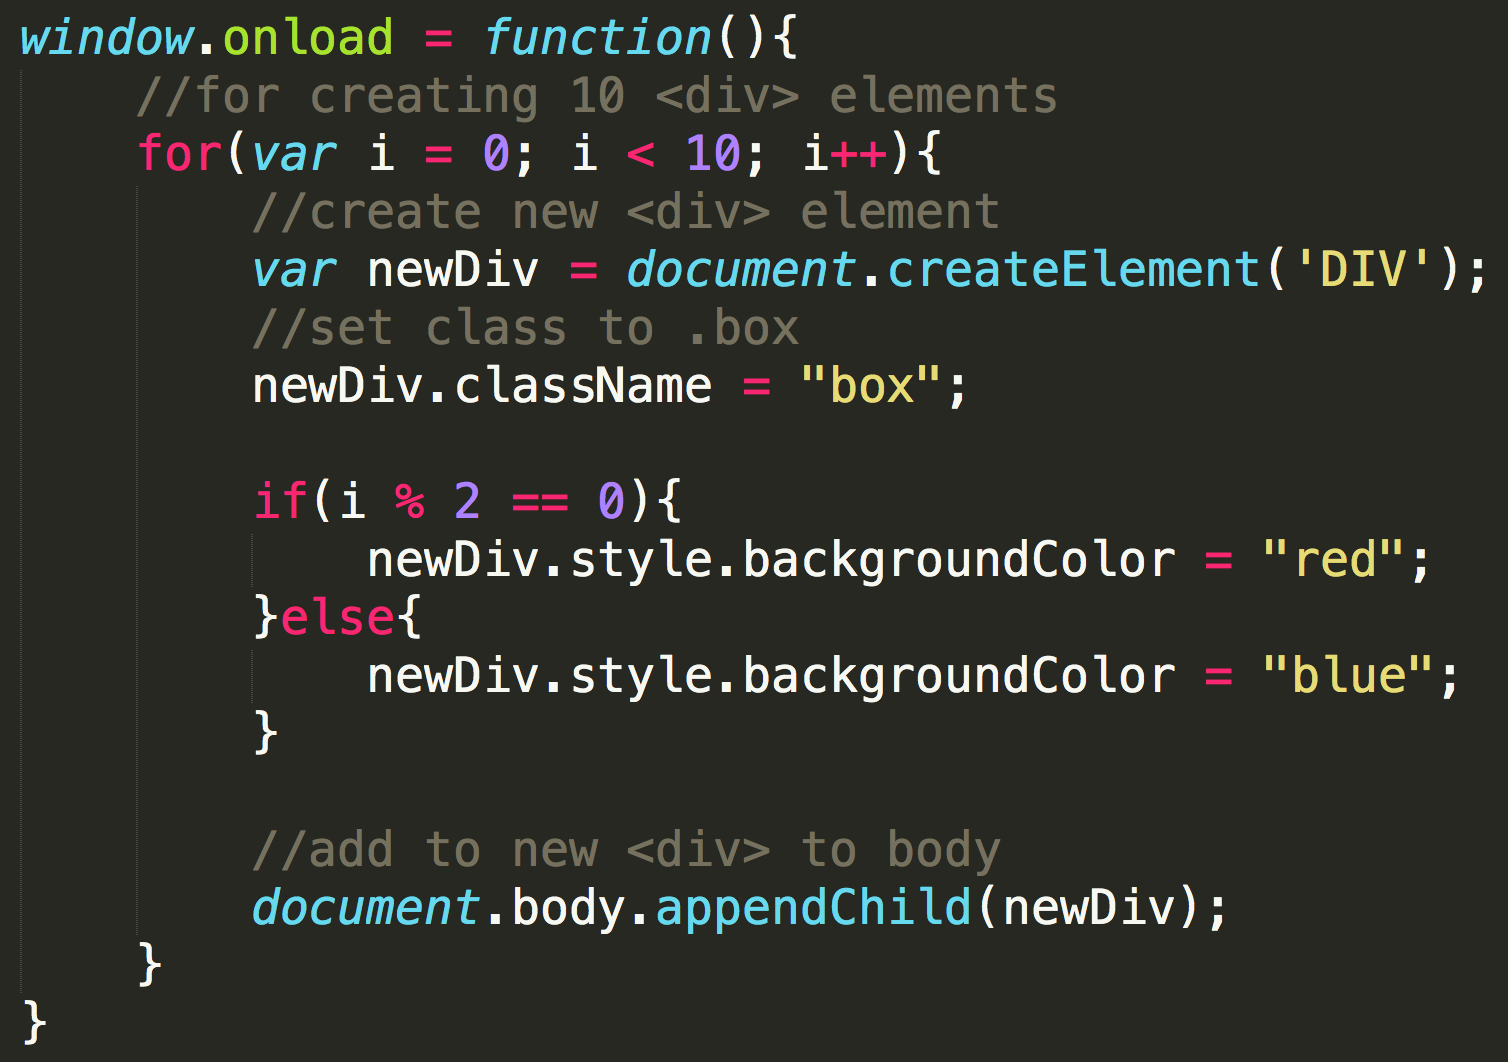 window.onload = function(){
    //for creating 10 <div> elements
    for(var i = 0; i < 10; i++){
        //create new <div> element
        var newDiv = document.createElement('DIV');
        //set class to .box
        newDiv.className = "box";

        if(i % 2 == 0){
            newDiv.style.backgroundColor = "red";
        }else{
            newDiv.style.backgroundColor = "blue";
        }

        //add to new <div> to body
        document.body.appendChild(newDiv);
    }
}